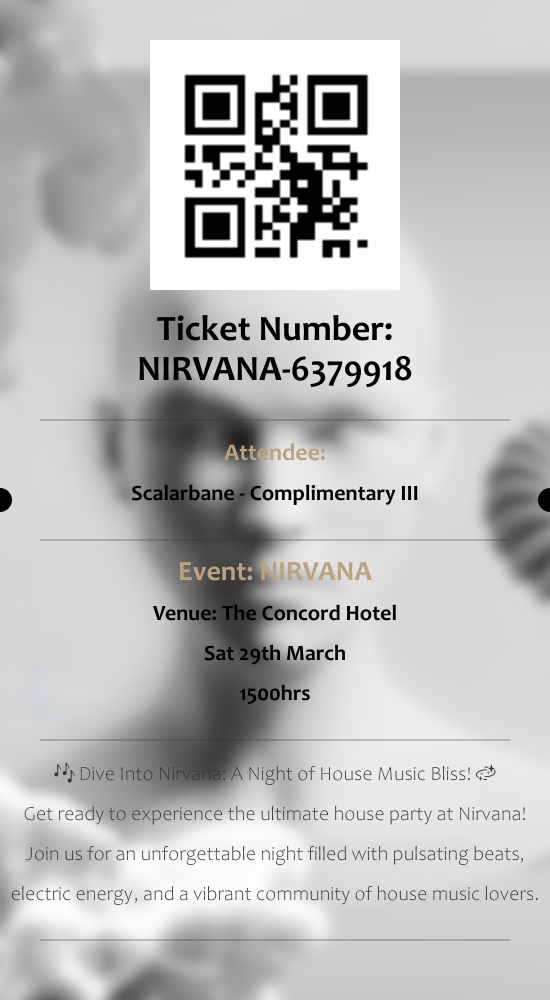 Ticket Number:
NIRVANA-6379918
Attendee:
Scalarbane - Complimentary III
Event: NIRVANA
Venue: The Concord Hotel
Sat 29th March
1500hrs
🎶 Dive Into Nirvana: A Night of House Music Bliss! 💫
Get ready to experience the ultimate house party at Nirvana!
Join us for an unforgettable night filled with pulsating beats,
electric energy, and a vibrant community of house music lovers.